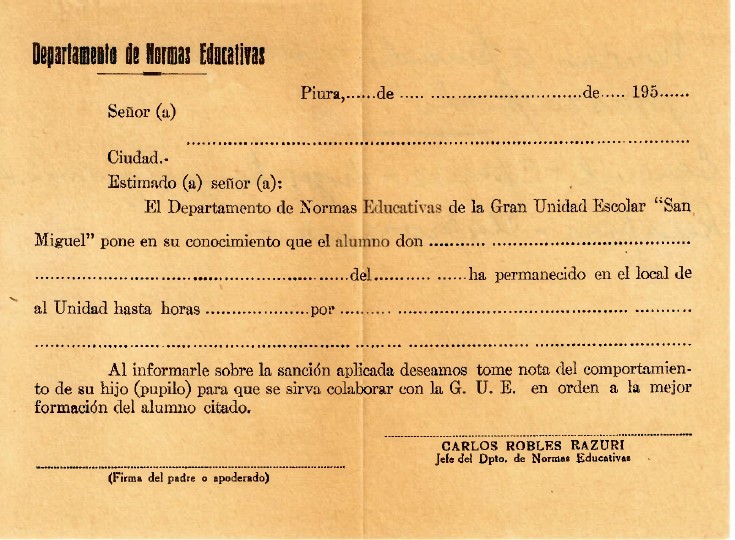 Departamento de Normas Educativas
Piura,......de ..... ................................de ..... 195......
Señor (a)
................................................................................
Ciudad.-
Estimado (a) señor (a):
El Departamento de Normas Educativas de la Gran Unidad Escolar “San
Miguel” pone en su conocimiento que el alumno don ........... ..................................
.......................................................del........... ......ha permanecido en el local de
al Unidad hasta horas ....................por .......... ........................ .................... ............
.......................... .................................... ........................ .................... ............
Al informarle sobre la sanción aplicada deseamos tome nota del comportamien-
to de su hijo (pupilo) para que se sirva colaborar con la G. U. E. en orden a la mejor
formación del alumno citado.
................................................................
CARLOS ROBLES RAZURI
Jefe del Dpto. de Normas Educativas
................................................................
(Firma del padre o apoderado)